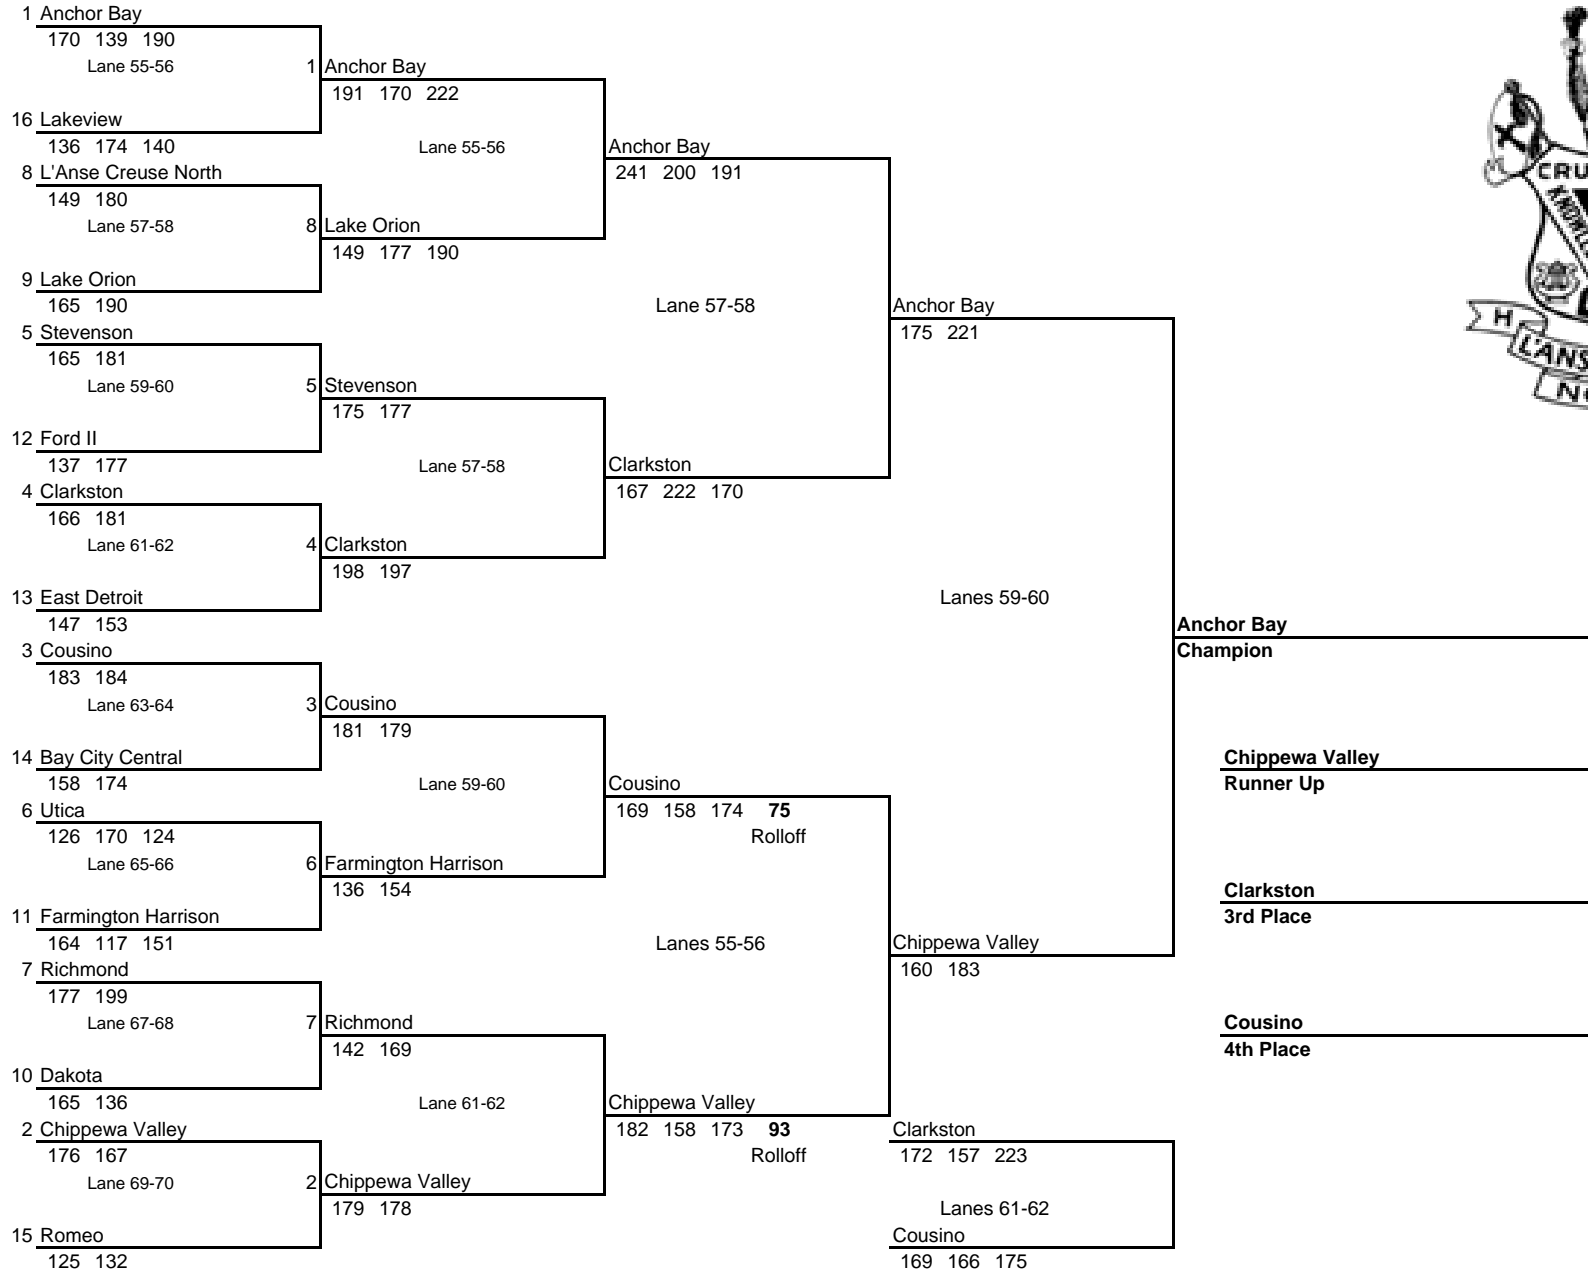 1 Anchor Bay
170 139 190
Lane 55-56
1 Anchor Bay
191 170 222
16 Lakeview
136 174 140
Lane 55-56
Anchor Bay
241 200 191
8 L'Anse Creuse North
149 180
Lane 57-58
8 Lake Orion
149 177 190
9 Lake Orion
165 190
Lane 57-58
Anchor Bay
175 221
5 Stevenson
165 181
Lane 59-60
5 Stevenson
175 177
12 Ford II
137 177
Lane 57-58
Clarkston
167 222 170
4 Clarkston
166 181
Lane 61-62
4 Clarkston
198 197
13 East Detroit
147 153
Lanes 59-60
Anchor Bay
Champion
3 Cousino
183 184
Lane 63-64
3 Cousino
181 179
14 Bay City Central
158 174
Lane 59-60
Cousino
169 158 174 75
Rolloff
Chippewa Valley
Runner Up
6 Utica
126 170 124
Lane 65-66
6 Farmington Harrison
136 154
Clarkston
3rd Place
11 Farmington Harrison
164 117 151
Lanes 55-56
Chippewa Valley
160 183
7 Richmond
177 199
Lane 67-68
7 Richmond
142 169
Cousino
4th Place
10 Dakota
165 136
Lane 61-62
Chippewa Valley
182 158 173 93
Rolloff
2 Chippewa Valley
176 167
Lane 69-70
2 Chippewa Valley
179 178
Clarkston
172 157 223
Lanes 61-62
15 Romeo
125 132
Cousino
169 166 175
CRU
KNOWL
H
L'ANS